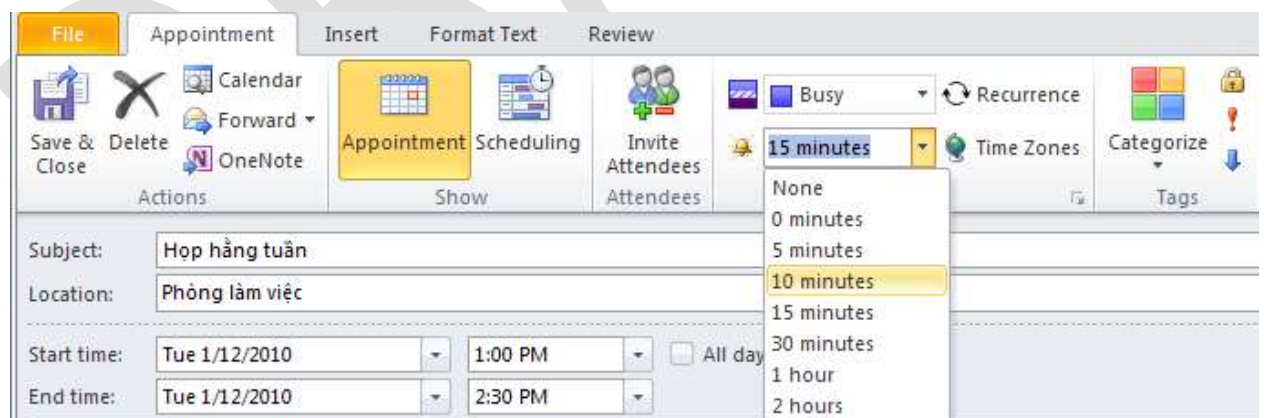 File Appointment Insert Format Text Review
Save & Close
Delete
Calendar
Forward
OneNote
Actions
Appointment
Scheduling
Show
Invite Attendees
Attendees
Busy
15 minutes
Recurrence
Time Zones
Categorize
Tags
None
0 minutes
5 minutes
10 minutes
15 minutes
30 minutes
1 hour
2 hours
Subject: Họp hằng tuần
Location: Phòng làm việc
Start time: Tue 1/12/2010 1:00 PM All day
End time: Tue 1/12/2010 2:30 PM